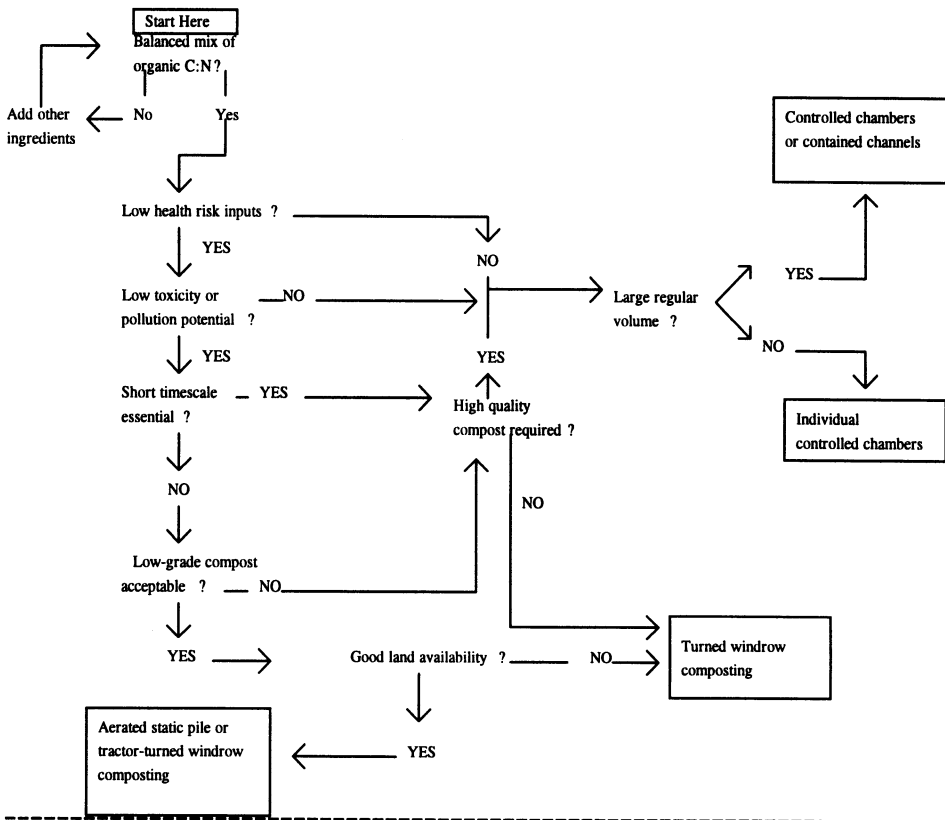 Start Here
Balanced mix of
organic C:N?
No
Yes
Add other
ingredients
Controlled chambers
or contained channels
Low health risk inputs ?
YES
NO
YES
Low toxicity or
pollution potential ?
NO
Large regular
volume ?
NO
YES
YES
Short timescale
essential ?
YES
High quality
compost required ?
Individual
controlled chambers
NO
NO
Low-grade compost
acceptable ?
NO
YES
Good land availability ?
NO
Turned windrow
composting
Aerated static pile or
tractor-turned windrow
composting
YES